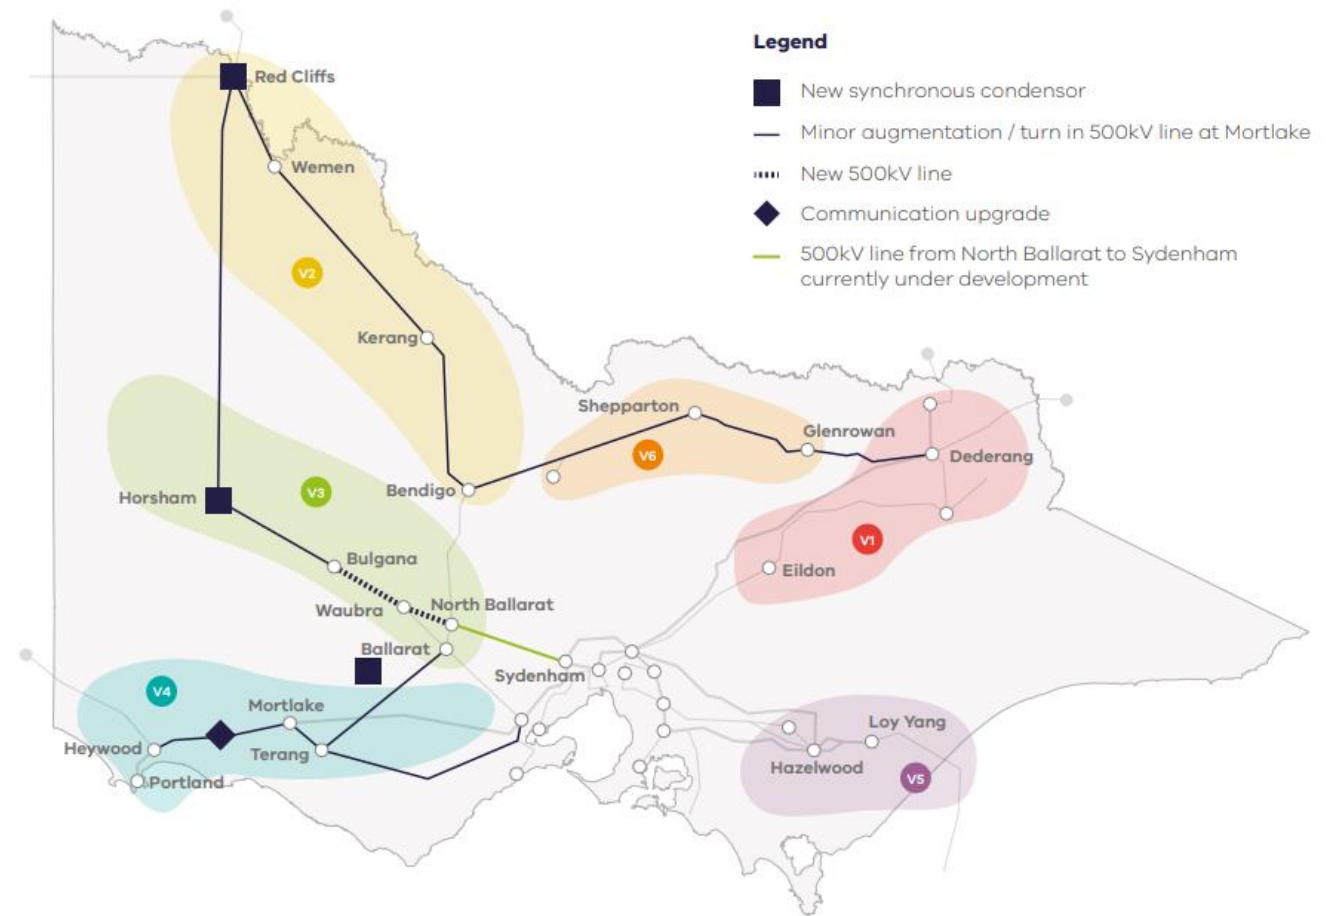 Legend
New synchronous condensor
Minor augmentation / turn in 500kV line at Mortlake
New 500kV line
Communication upgrade
500kV line from North Ballarat to Sydenham
currently under development
Red Cliffs
Wemen
V2
Kerang
Shepparton
Glenrowan
V6
Dederang
Horsham
V3
Bendigo
V1
Bulgana
Eildon
Waubra
North Ballarat
Ballarat
Sydenham
V4
Mortlake
Loy Yang
Heywood
Terang
Hazelwood
V5
Portland